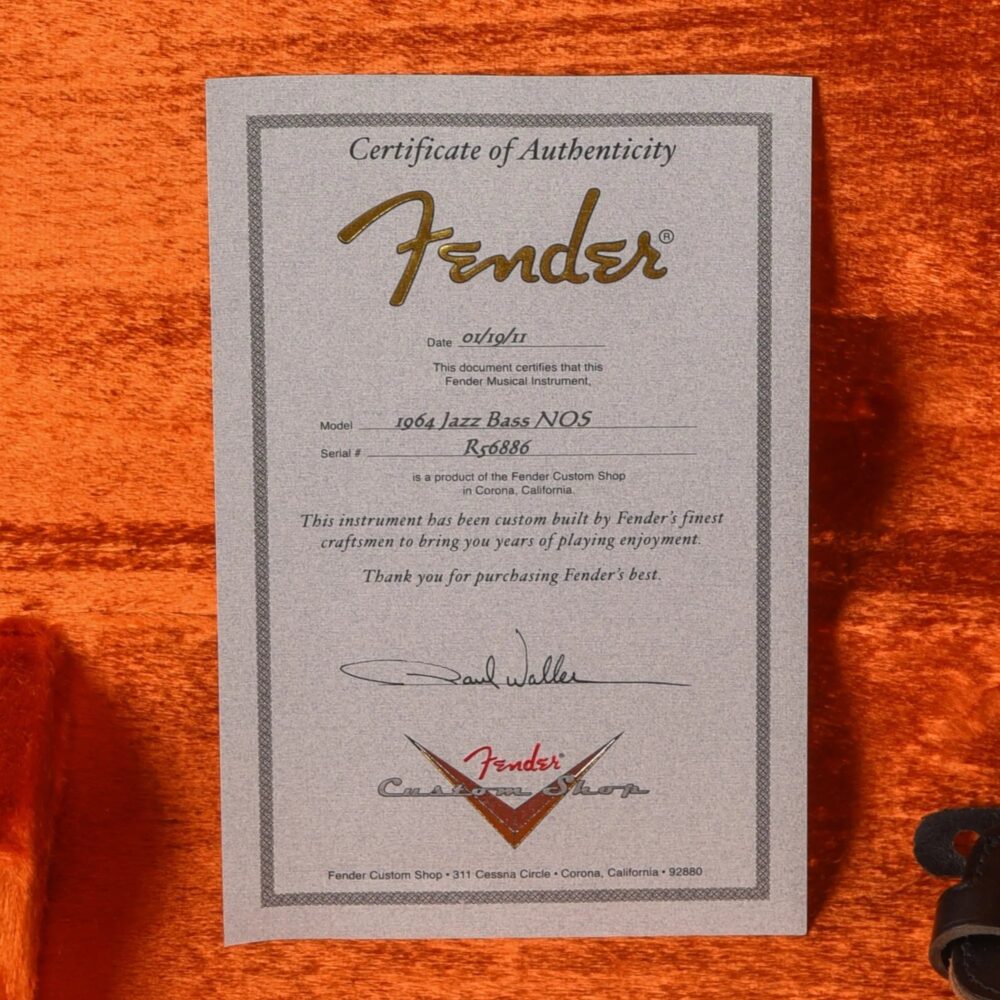 Certificate of Authenticity
Fender®
Date 01/19/11
This document certifies that this
Fender Musical Instrument,
Model 1964 Jazz Bass NOS
Serial # R56886
is a product of the Fender Custom Shop
in Corona, California.
This instrument has been custom built by Fender's finest
craftsmen to bring you years of playing enjoyment.
Thank you for purchasing Fender's best.
Paul Waller
Fender®
Custom Shop
Fender Custom Shop • 311 Cessna Circle • Corona, California • 92880